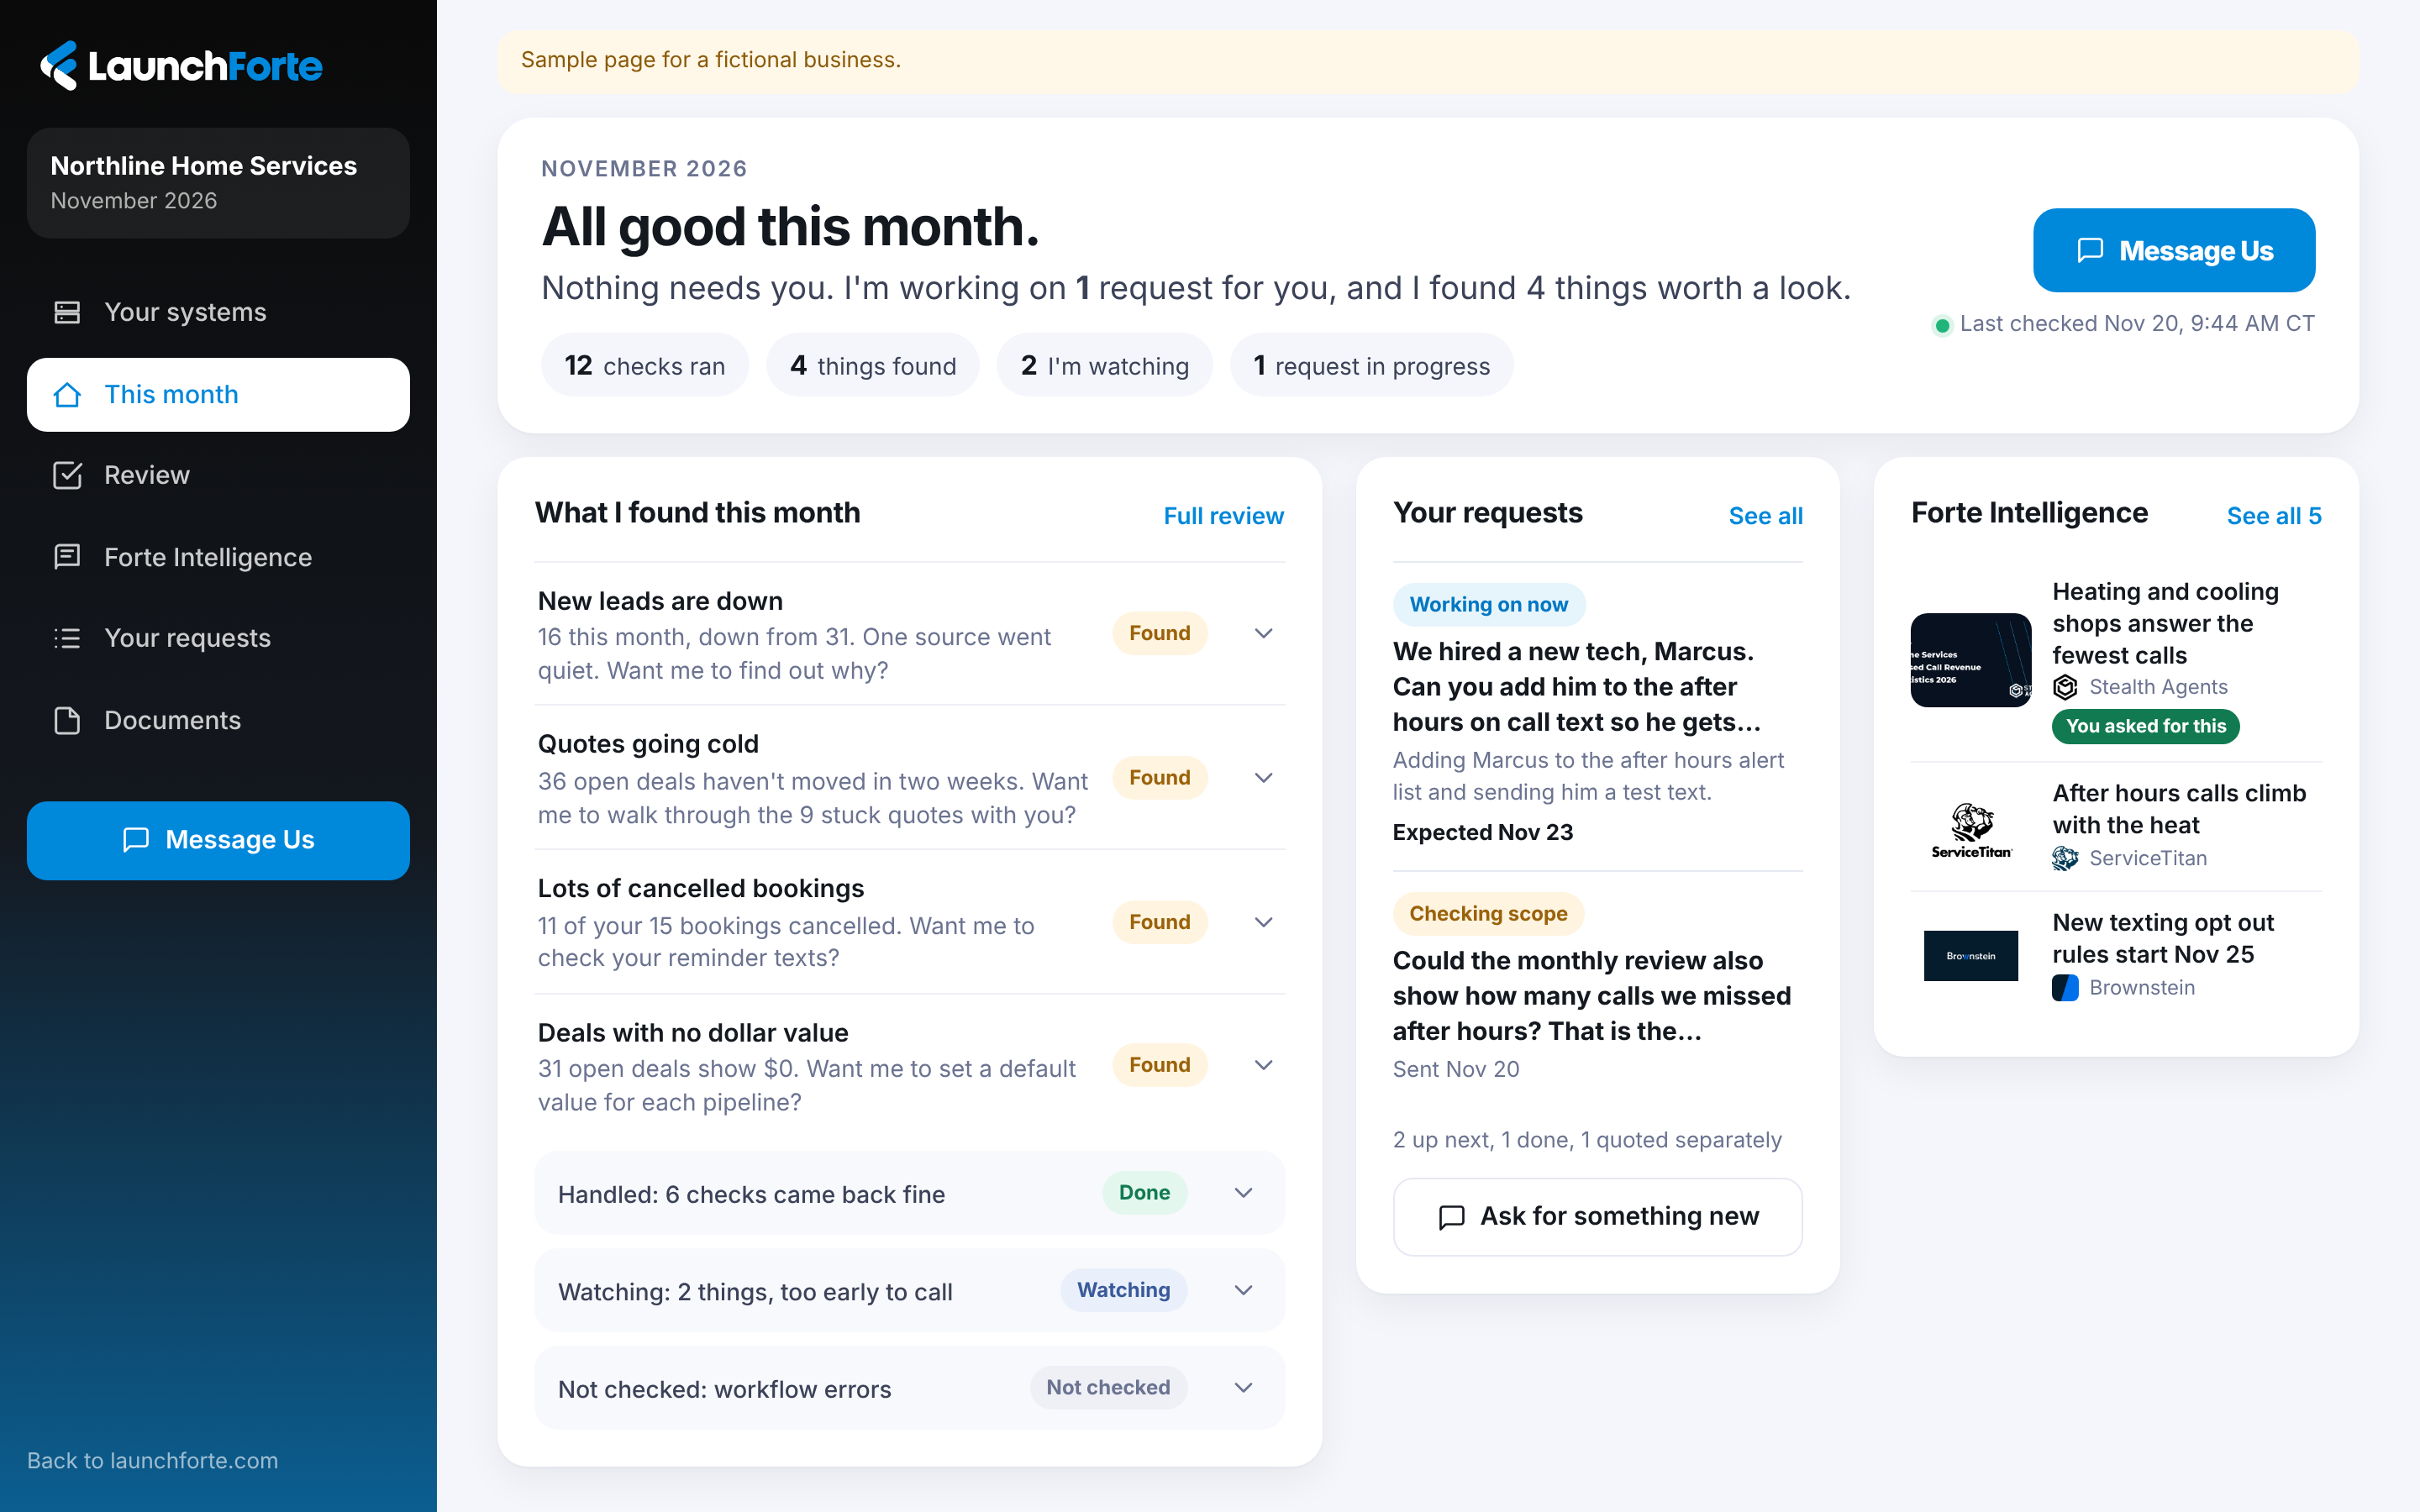 LaunchForte
Northline Home Services
November 2026
Your systems
This month
Review
Forte Intelligence
Your requests
Documents
Message Us
Back to launchforte.com
Sample page for a fictional business.
NOVEMBER 2026
All good this month.
Nothing needs you. I'm working on 1 request for you, and I found 4 things worth a look.
12 checks ran
4 things found
2 I'm watching
1 request in progress
Message Us
Last checked Nov 20, 9:44 AM CT
What I found this month
Full review
New leads are down
16 this month, down from 31. One source went
quiet. Want me to find out why?
Found
Quotes going cold
36 open deals haven't moved in two weeks. Want
me to walk through the 9 stuck quotes with you?
Found
Lots of cancelled bookings
11 of your 15 bookings cancelled. Want me to
check your reminder texts?
Found
Deals with no dollar value
31 open deals show $0. Want me to set a default
value for each pipeline?
Found
Handled: 6 checks came back fine
Done
Watching: 2 things, too early to call
Watching
Not checked: workflow errors
Not checked
Your requests
See all
Working on now
We hired a new tech, Marcus.
Can you add him to the after
hours on call text so he gets...
Adding Marcus to the after hours alert
list and sending him a test text.
Expected Nov 23
Checking scope
Could the monthly review also
show how many calls we missed
after hours? That is the...
Sent Nov 20
2 up next, 1 done, 1 quoted separately
Ask for something new
Forte Intelligence
See all 5
Services
Call Revenue
2026
Heating and cooling
shops answer the
fewest calls
Stealth Agents
You asked for this
ServiceTitan
After hours calls climb
with the heat
ServiceTitan
Brownstein
New texting opt out
rules start Nov 25
Brownstein